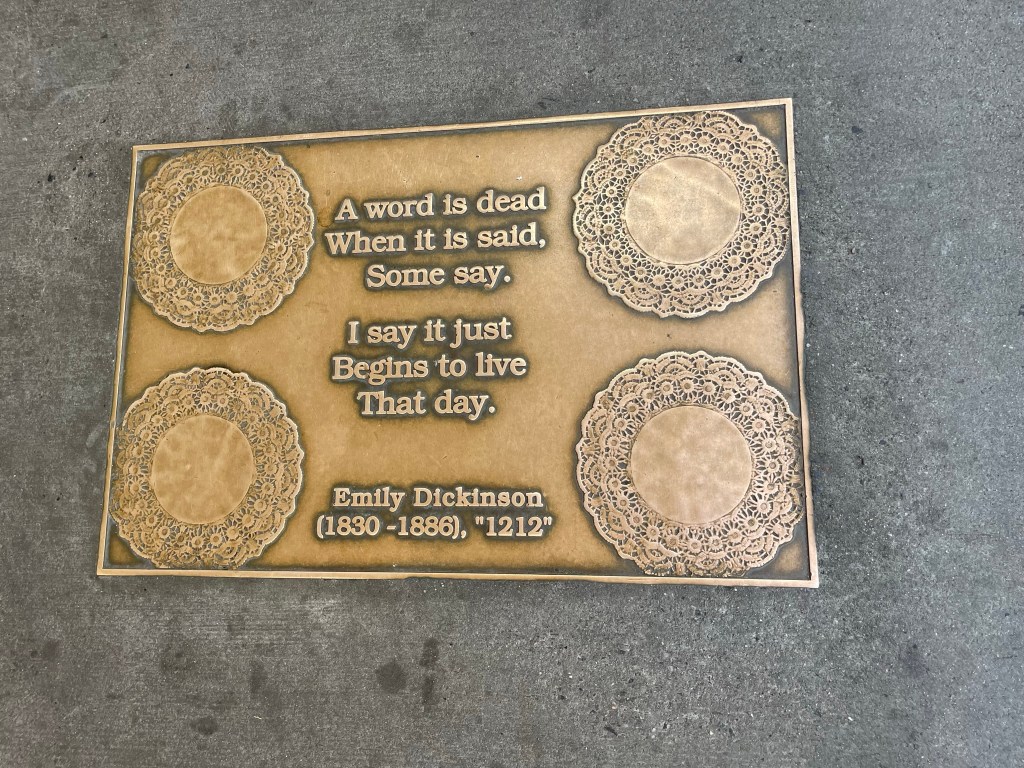 A word is dead
When it is said,
Some say.
I say it just
Begins to live
That day.
Emily Dickinson
(1830 -1886), "1212"